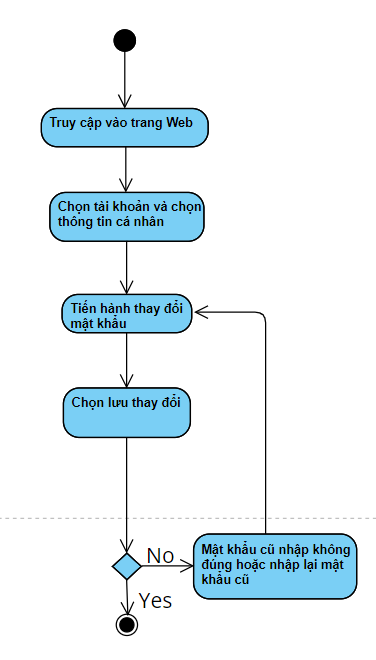 Truy cập vào trang Web
Chọn tài khoản và chọn
thông tin cá nhân
Tiến hành thay đổi
mật khẩu
Chọn lưu thay đổi
No
Mật khẩu cũ nhập không
đúng hoặc nhập lại mật
khẩu cũ
Yes